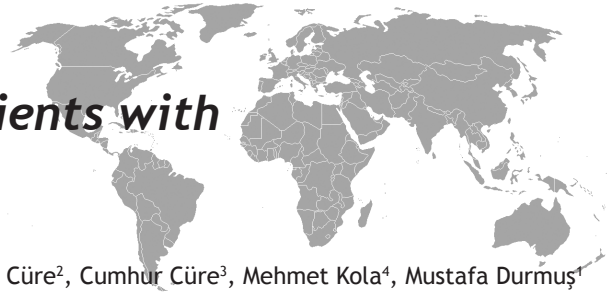 ients with
Cüre², Cumhur Cüre³, Mehmet Kola⁴, Mustafa Durmuş¹